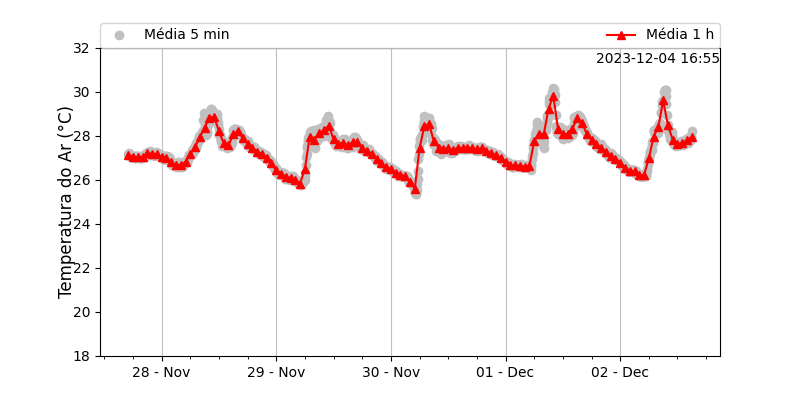 Média 5 min
Média 1 h
2023-12-04 16:55
Temperatura do Ar (°C)
32
30
28
26
24
22
20
18
28 - Nov
29 - Nov
30 - Nov
01 - Dec
02 - Dec